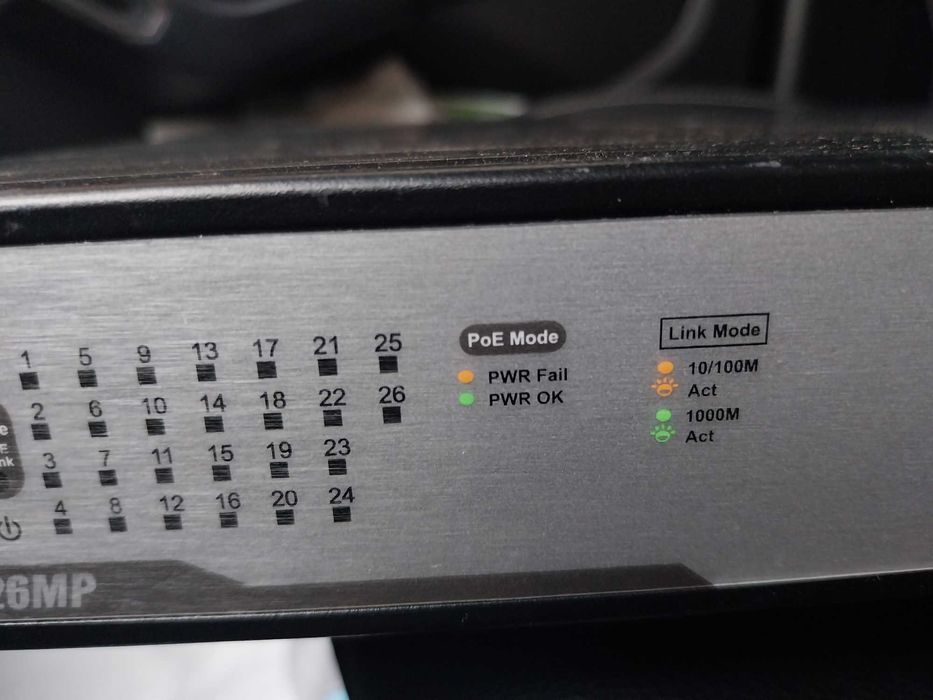 1 5 9 13 17 21 25
2 6 10 14 18 22 26
3 7 11 15 19 23
4 8 12 16 20 24
PoE Mode
PWR Fail
PWR OK
Link Mode
10/100M
Act
1000M
Act
26MP